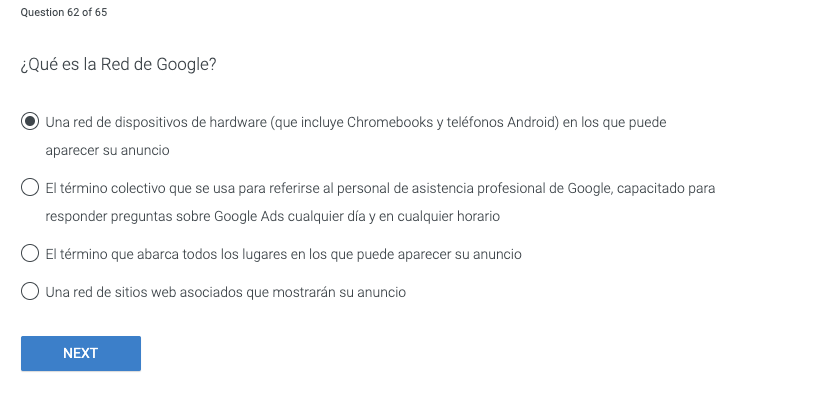 Question 62 of 65
¿Qué es la Red de Google?
Una red de dispositivos de hardware (que incluye Chromebooks y teléfonos Android) en los que puede
aparecer su anuncio
El término colectivo que se usa para referirse al personal de asistencia profesional de Google, capacitado para
responder preguntas sobre Google Ads cualquier día y en cualquier horario
El término que abarca todos los lugares en los que puede aparecer su anuncio
Una red de sitios web asociados que mostrarán su anuncio
NEXT